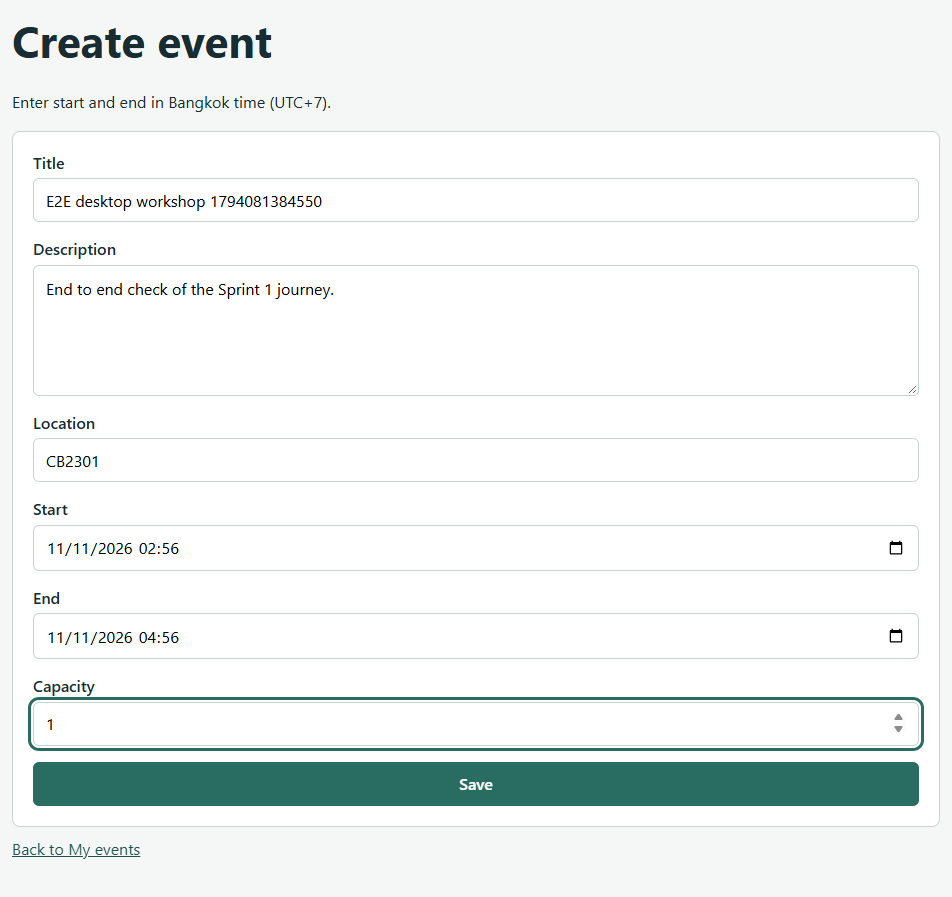 Create event
Enter start and end in Bangkok time (UTC+7).
Title
E2E desktop workshop 1794081384550
Description
End to end check of the Sprint 1 journey.
Location
CB2301
Start
11/11/2026 02:56
End
11/11/2026 04:56
Capacity
1
Save
Back to My events